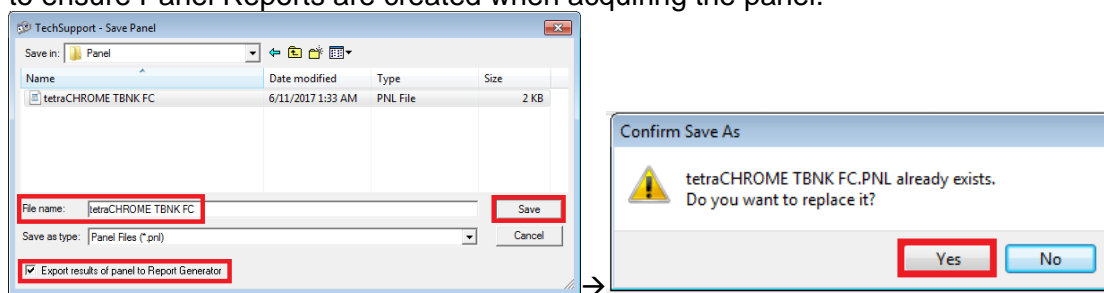 to ensure Panel Reports are created when acquiring the panel.
TechSupport - Save Panel
Save in: Panel
Name Date modified Type Size
tetraCHROME TBNK FC 6/11/2017 1:33 AM PNL File 2 KB
File name: tetraCHROME TBNK FC Save
Save as type: Panel Files (*.pnl) Cancel
Export results of panel to Report Generator
→
Confirm Save As
tetraCHROME TBNK FC.PNL already exists.
Do you want to replace it?
Yes No